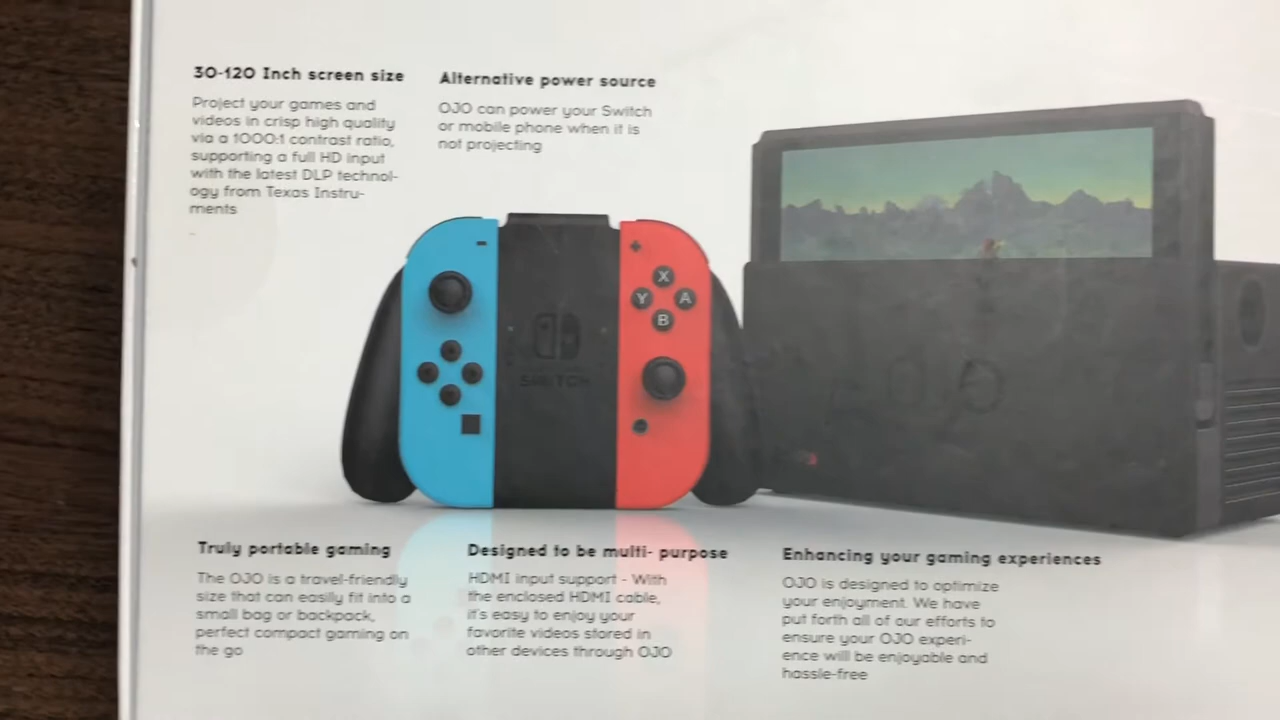 30-120 Inch screen size
Project your games and
videos in crisp high quality
via a 1000:1 contrast ratio,
supporting a full HD input
with the latest DLP technol-
ogy from Texas Instru-
ments
Alternative power source
OJO can power your Switch
or mobile phone when it is
not projecting
X
Y
A
B
SWITCH
OJO
Truly portable gaming
The OJO is a travel-friendly
size that can easily fit into a
small bag or backpack,
perfect compact gaming on
the go
Designed to be multi- purpose
HDMI input support - With
the enclosed HDMI cable,
it's easy to enjoy your
favorite videos stored in
other devices through OJO
Enhancing your gaming experiences
OJO is designed to optimize
your enjoyment. We have
put forth all of our efforts to
ensure your OJO experi-
ence will be enjoyable and
hassle-free